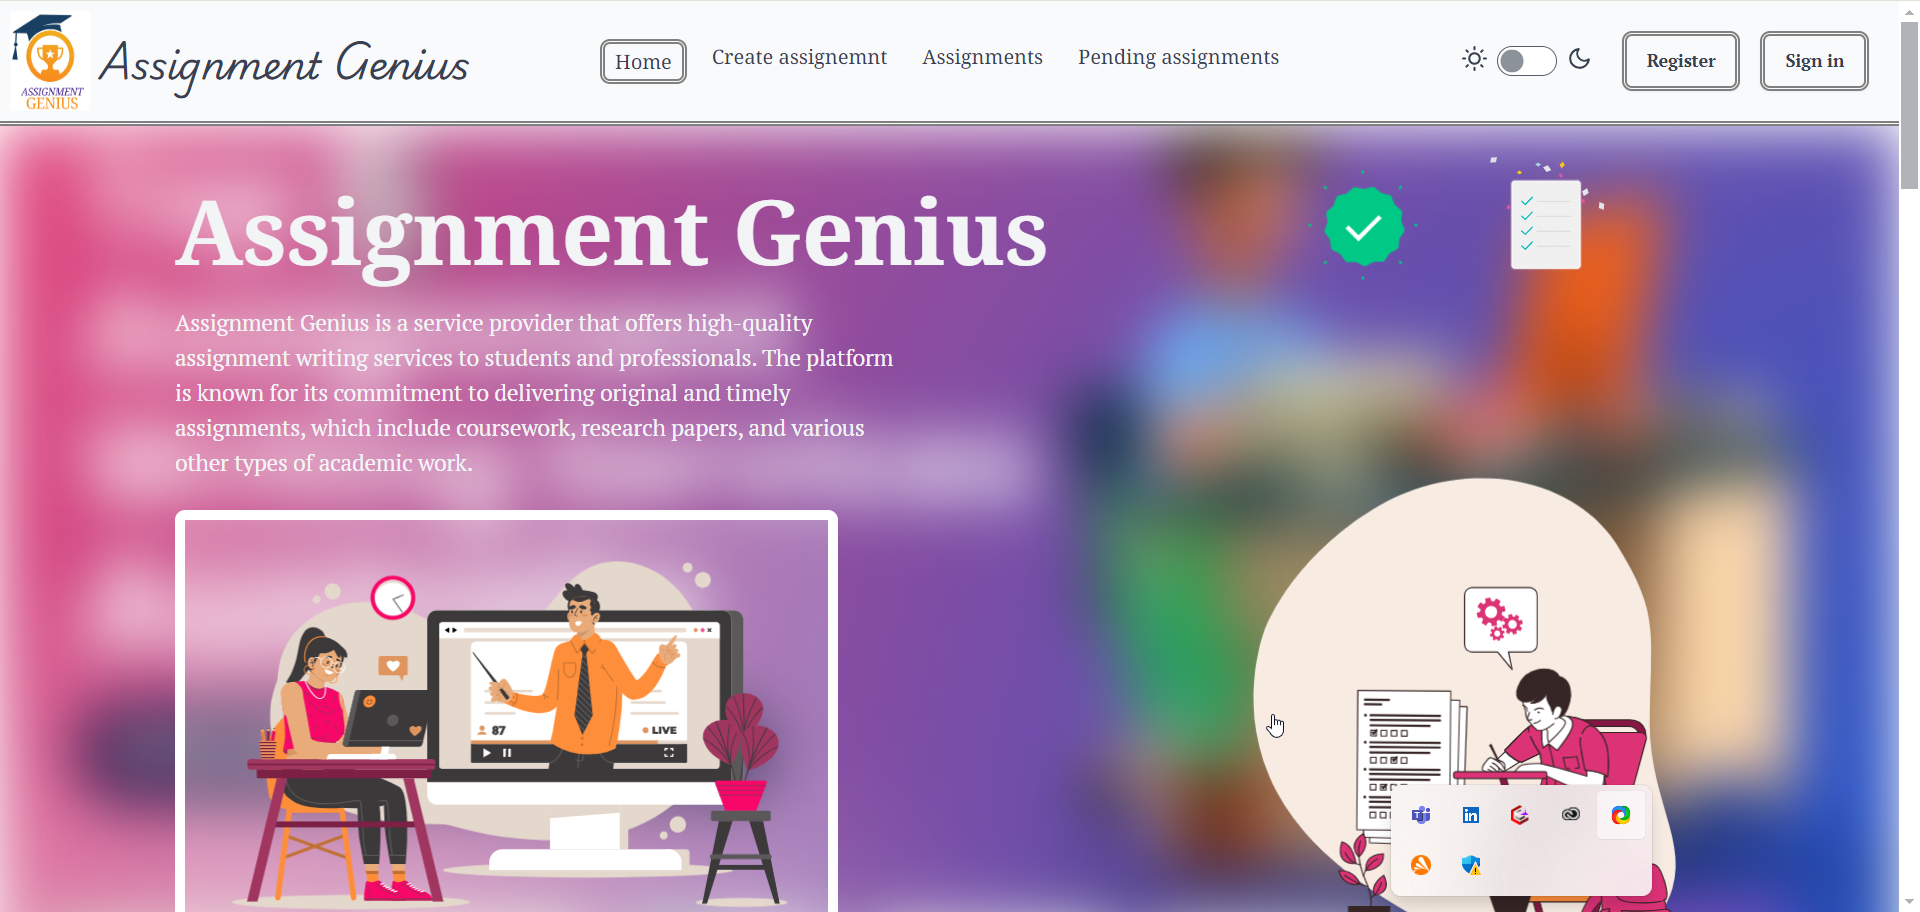 ASSIGNMENT
GENIUS
Assignment Genius
Home
Create assignemnt
Assignments
Pending assignments
Register
Sign in
Assignment Genius
Assignment Genius is a service provider that offers high-quality
assignment writing services to students and professionals. The platform
is known for its commitment to delivering original and timely
assignments, which include coursework, research papers, and various
other types of academic work.
87
LIVE
in